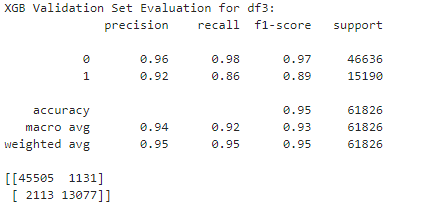 XGB Validation Set Evaluation for df3:
precision recall f1-score support
0 0.96 0.98 0.97 46636
1 0.92 0.86 0.89 15190
accuracy 0.95 61826
macro avg 0.94 0.92 0.93 61826
weighted avg 0.95 0.95 0.95 61826
[[45505 1131]
[ 2113 13077]]